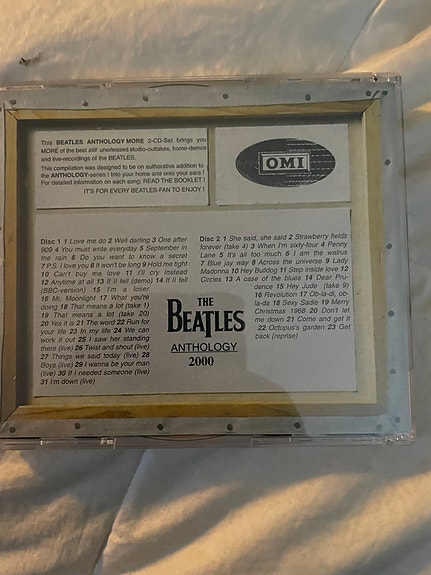 This BEATLES ANTHOLOGY MORE 2-CD-Set brings you
MORE of the best still unreleased studio-outtakes, home-demos
and live-recordings of the BEATLES.
This compilation was designed to be on authorative addition to
the ANTHOLOGY-series ! Into your home and onto your ears !
For detailed information on each song: READ THE BOOKLET !
IT'S FOR EVERY BEATLES-FAN TO ENJOY !
OMI
Disc 1 1 Love me do 2 Well darling 3 One after
909 4 You must write everyday 5 September in
the rain 6 Do you want to know a secret
7 P.S. I love you 8 It won't be long 9 Hold me tight
10 Can't buy me love 11 I'll cry instead
12 Anytime at all 13 If I fell (demo) 14 If I fell
(BBC-version) 15 I'm a loser
16 Mr. Moonlight 17 What you're
doing 18 That means a lot (take 1)
19 That means a lot (take 20)
20 Yes it is 21 The word 22 Run for
your life 23 In my life 24 We can
work it out 25 I saw her standing
there (live) 26 Twist and shout (live)
27 Things we said today (live) 28
Boys (live) 29 I wanna be your man
(live) 30 If I needed someone (live)
31 I'm down (live)
Disc 2 1 She said, she said 2 Strawberry fields
forever (take 4) 3 When I'm sixty-four 4 Penny
Lane 5 It's all too much 6 I am the walrus
7 Blue jay way 8 Across the universe 9 Lady
Madonna 10 Hey Bulldog 11 Step inside love 12
Circles 13 A case of the blues 14 Dear Pru-
dence 15 Hey Jude (take 9)
16 Revolution 17 Ob-la-di, ob-
la-da 18 Sexy Sadie 19 Merry
Christmas 1968 20 Don't let
me down 21 Come and get it
22 Octopus's garden 23 Get
back (reprise)
THE
BEATLES
ANTHOLOGY
2000